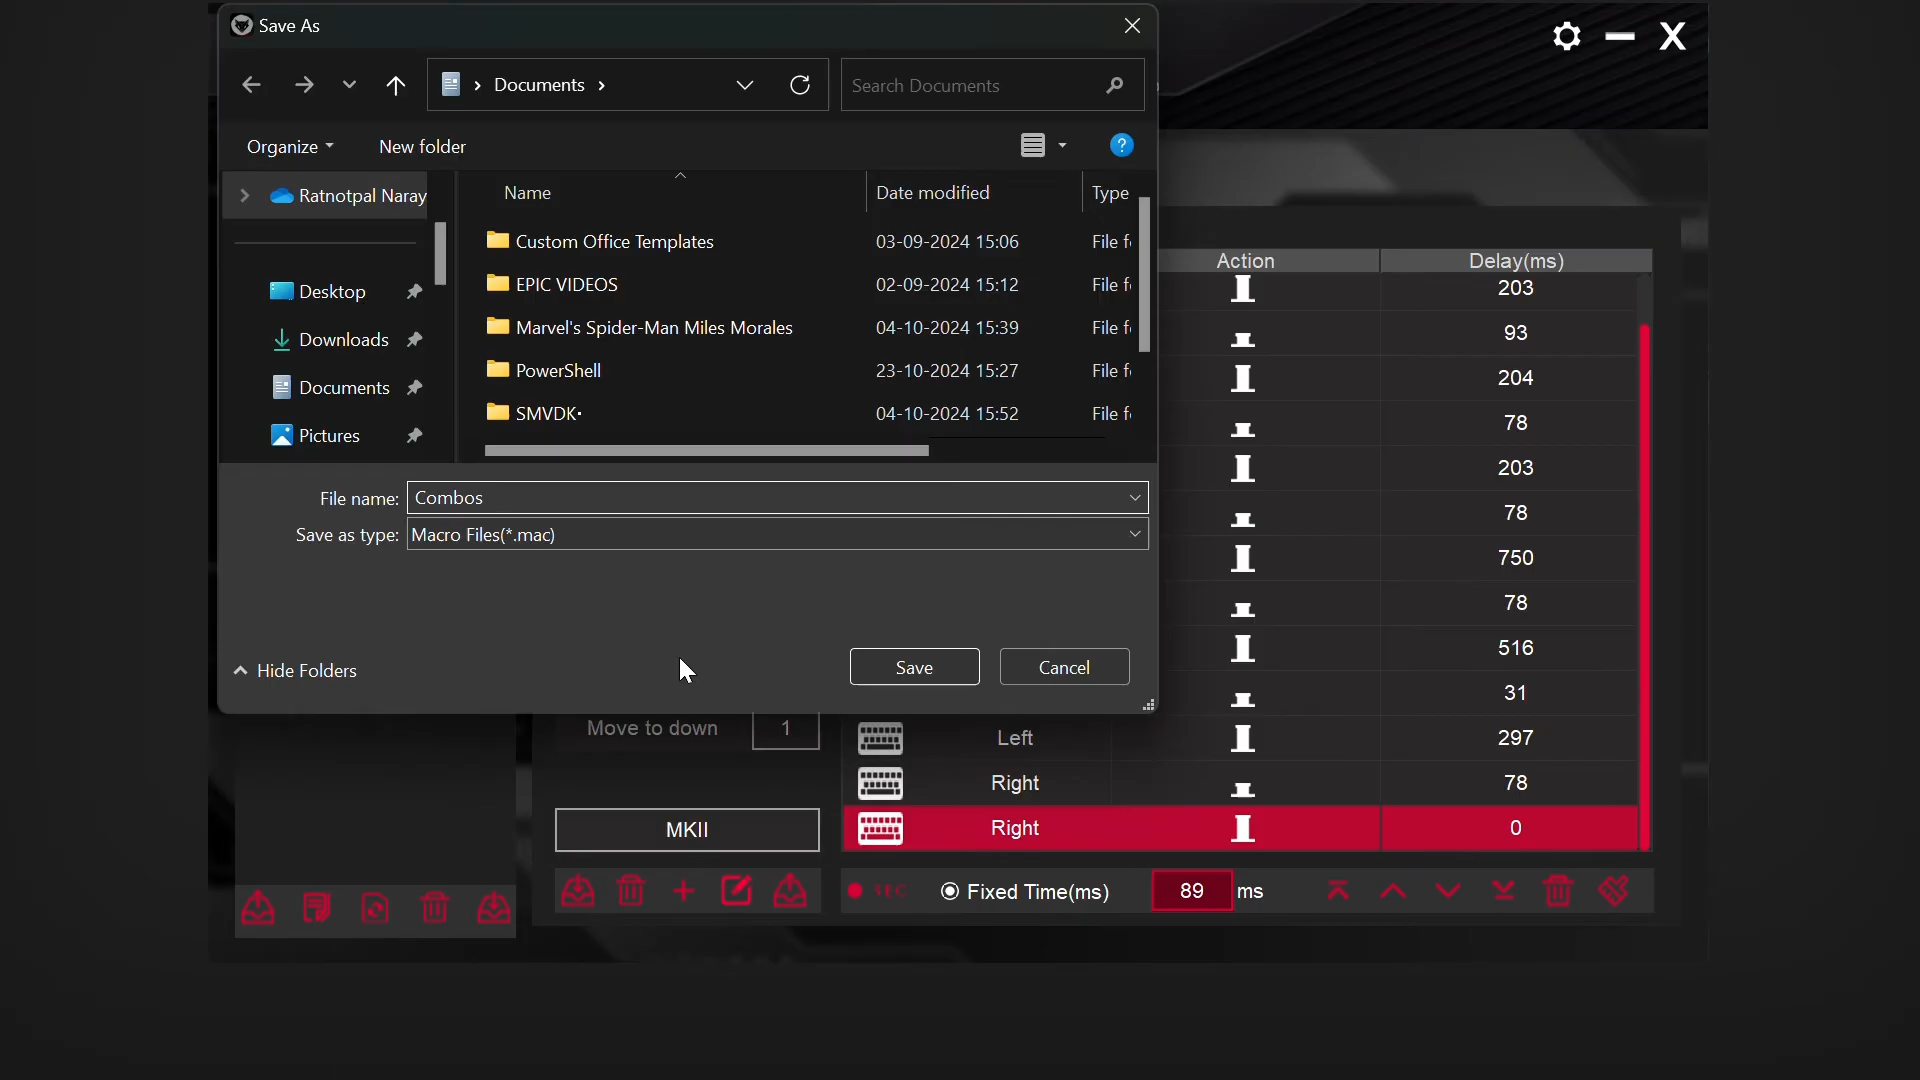 Save As
X
Documents
Search Documents
Organize
New folder
?
Ratnotpal Naray
Desktop
Downloads
Documents
Pictures
Name
Date modified
Type
Custom Office Templates 03-09-2024 15:06 File f
EPIC VIDEOS 02-09-2024 15:12 File f
Marvel's Spider-Man Miles Morales 04-10-2024 15:39 File f
PowerShell 23-10-2024 15:27 File f
SMVDK 04-10-2024 15:52 File f
File name: Combos
Save as type: Macro Files(*.mac)
Hide Folders
Save
Cancel
Action Delay(ms)
203
93
204
78
203
78
750
78
516
31
Left 297
Right 78
Right 0
Move to down 1
MKII
Fixed Time(ms) 89 ms